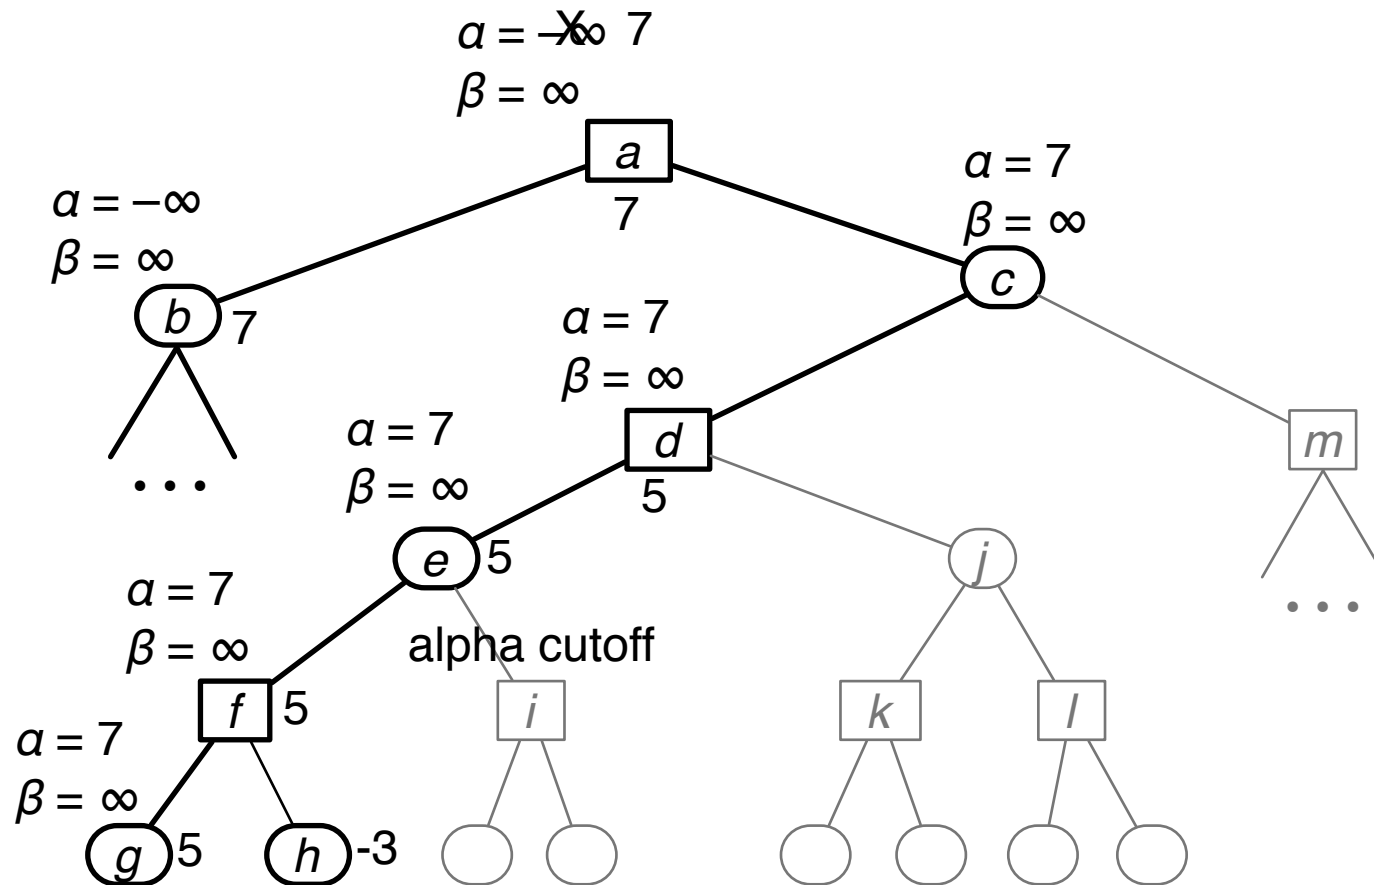 α = –∞ X 7
β = ∞
a
7
α = 7
β = ∞
c
α = –∞
β = ∞
b 7
. . .
α = 7
β = ∞
d
5
m
. . .
α = 7
β = ∞
e 5
j
alpha cutoff
α = 7
β = ∞
f 5
i
k
l
α = 7
β = ∞
g 5
h -3